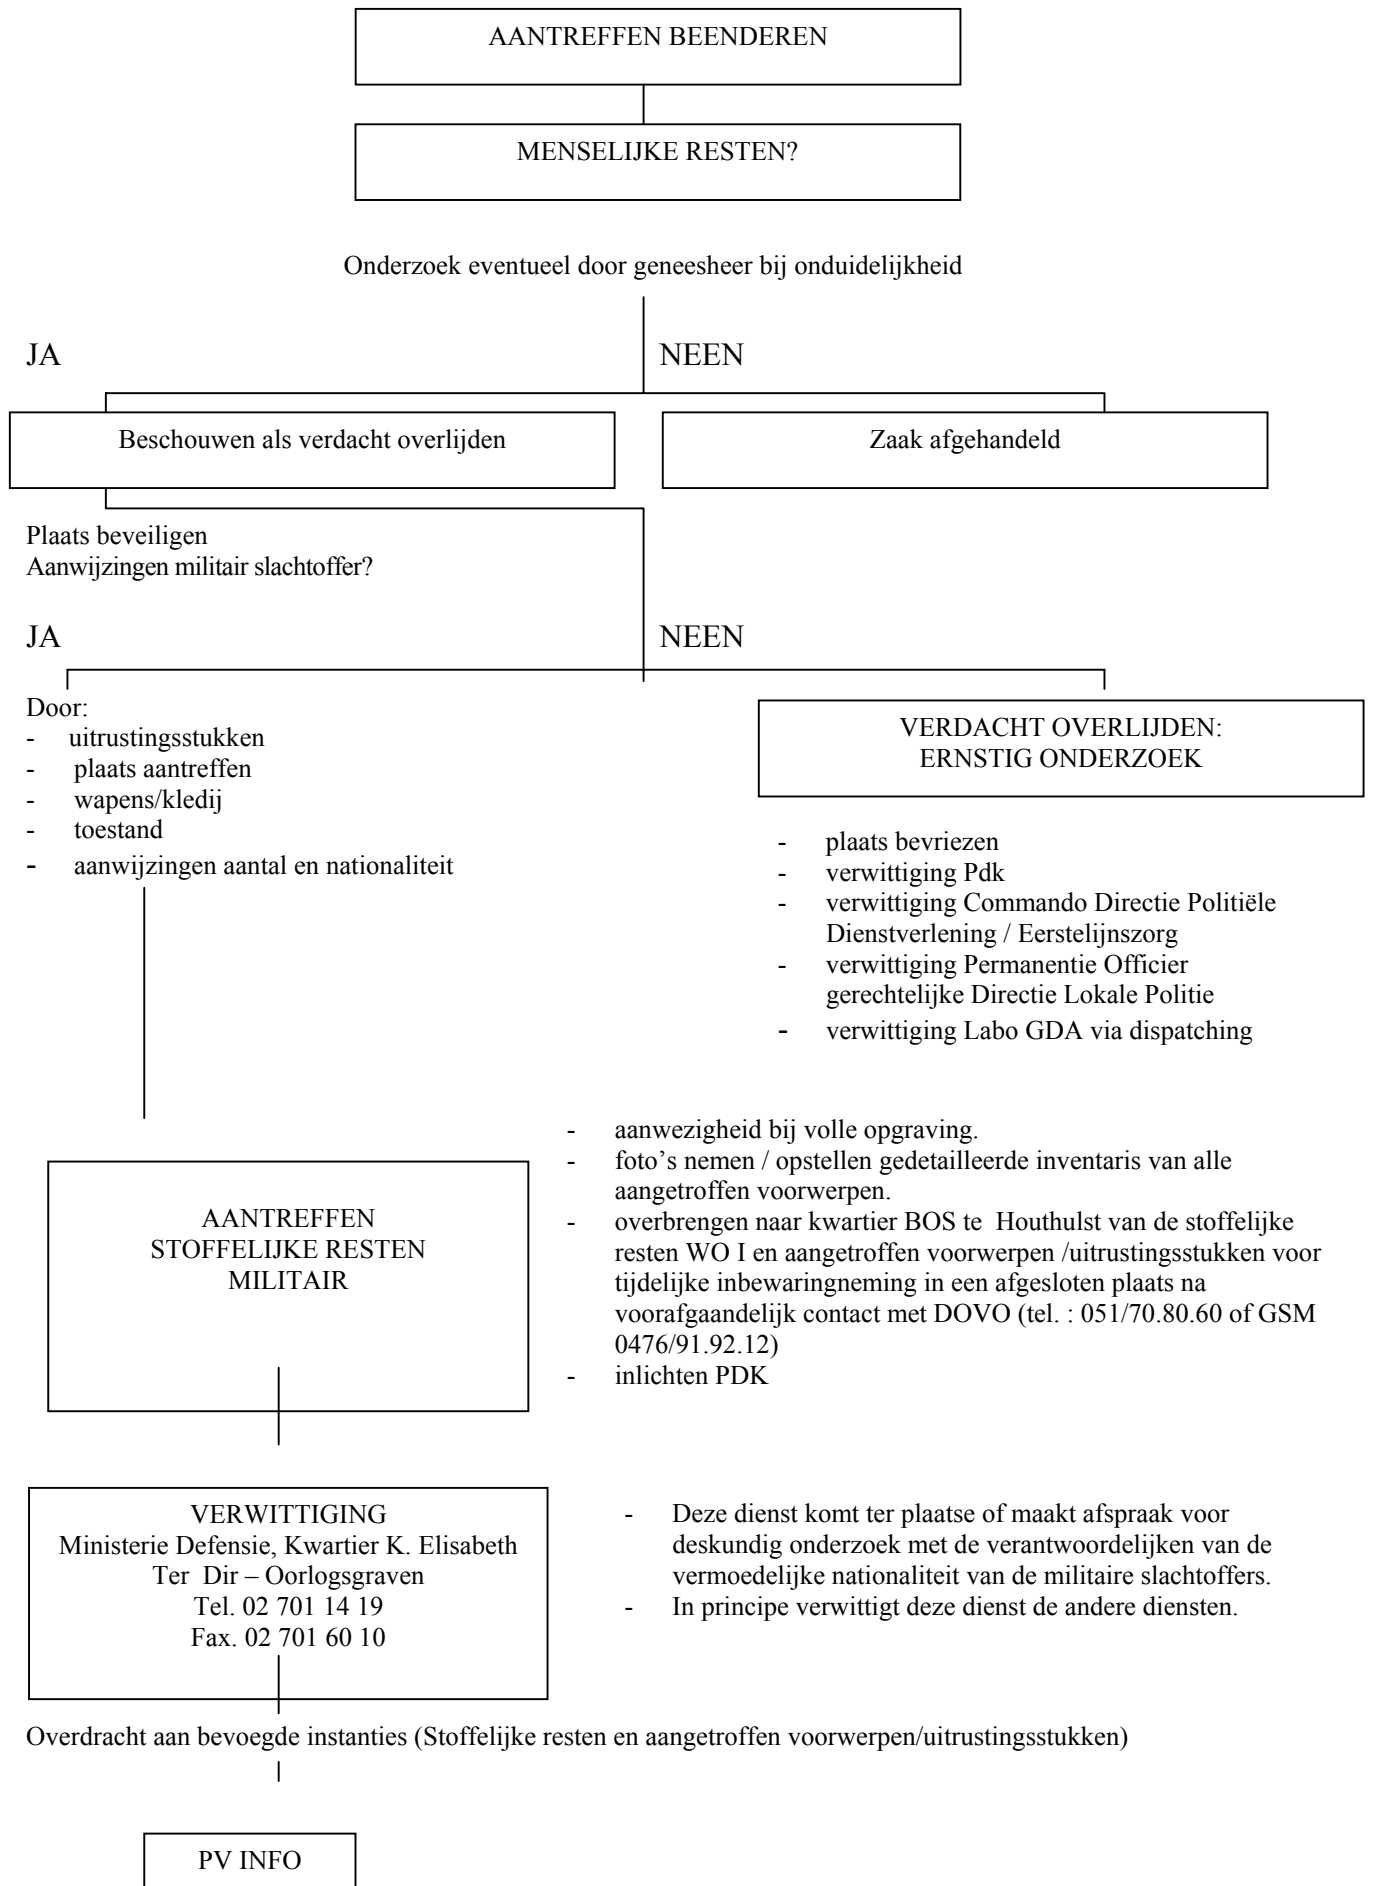 AANTREFFEN BEENDEREN
MENSELIJKE RESTEN?
Onderzoek eventueel door geneesheer bij onduidelijkheid
JA
NEEN
Beschouwen als verdacht overlijden
Zaak afgehandeld
Plaats beveiligen
Aanwijzingen militair slachtoffer?
JA
NEEN
Door:
- uitrustingsstukken
- plaats aantreffen
- wapens/kledij
- toestand
- aanwijzingen aantal en nationaliteit
VERDACHT OVERLIJDEN:
ERNSTIG ONDERZOEK
- plaats bevriezen
- verwittiging Pdk
- verwittiging Commando Directie Politiële
Dienstverlening / Eerstelijnszorg
- verwittiging Permanentie Officier
gerechtelijke Directie Lokale Politie
- verwittiging Labo GDA via dispatching
AANTREFFEN
STOFFELIJKE RESTEN
MILITAIR
- aanwezigheid bij volle opgraving.
- foto’s nemen / opstellen gedetailleerde inventaris van alle
aangetroffen voorwerpen.
- overbrengen naar kwartier BOS te Houthulst van de stoffelijke
resten WO I en aangetroffen voorwerpen /uitrustingsstukken voor
tijdelijke inbewaringneming in een afgesloten plaats na
voorafgaandelijk contact met DOVO (tel. : 051/70.80.60 of GSM
0476/91.92.12)
- inlichten PDK
VERWITTIGING
Ministerie Defensie, Kwartier K. Elisabeth
Ter Dir – Oorlogsgraven
Tel. 02 701 14 19
Fax. 02 701 60 10
- Deze dienst komt ter plaatse of maakt afspraak voor
deskundig onderzoek met de verantwoordelijken van de
vermoedelijke nationaliteit van de militaire slachtoffers.
- In principe verwittigt deze dienst de andere diensten.
Overdracht aan bevoegde instanties (Stoffelijke resten en aangetroffen voorwerpen/uitrustingsstukken)
PV INFO